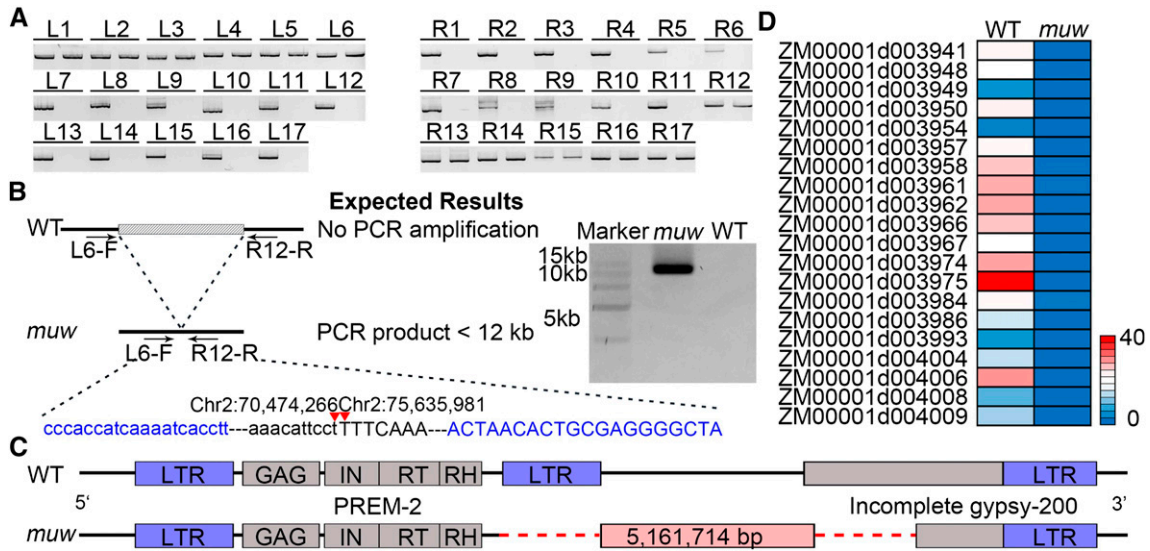 A
L1 L2 L3 L4 L5 L6
L7 L8 L9 L10 L11 L12
L13 L14 L15 L16 L17
R1 R2 R3 R4 R5 R6
R7 R8 R9 R10 R11 R12
R13 R14 R15 R16 R17
B
Expected Results
WT
No PCR amplification
L6-F
R12-R
muw
PCR product < 12 kb
L6-F
R12-R
Marker muw WT
15kb
10kb
5kb
Chr2:70,474,266CChr2:75,635,981
cccaccatcaaaatcacctt---aaacattcctTTTTCAAA---ACTAACACTGCGAGGGGCTA
C
WT
LTR GAG IN RT RH LTR LTR
5‘ PREM-2 Incomplete gypsy-200 3’
muw
LTR GAG IN RT RH 5,161,714 bp LTR
D
WT muw
ZM00001d003941
ZM00001d003948
ZM00001d003949
ZM00001d003950
ZM00001d003954
ZM00001d003957
ZM00001d003958
ZM00001d003961
ZM00001d003962
ZM00001d003966
ZM00001d003967
ZM00001d003974
ZM00001d003975
ZM00001d003984
ZM00001d003986
ZM00001d003993
ZM00001d004004
ZM00001d004006
ZM00001d004008
ZM00001d004009
40
0